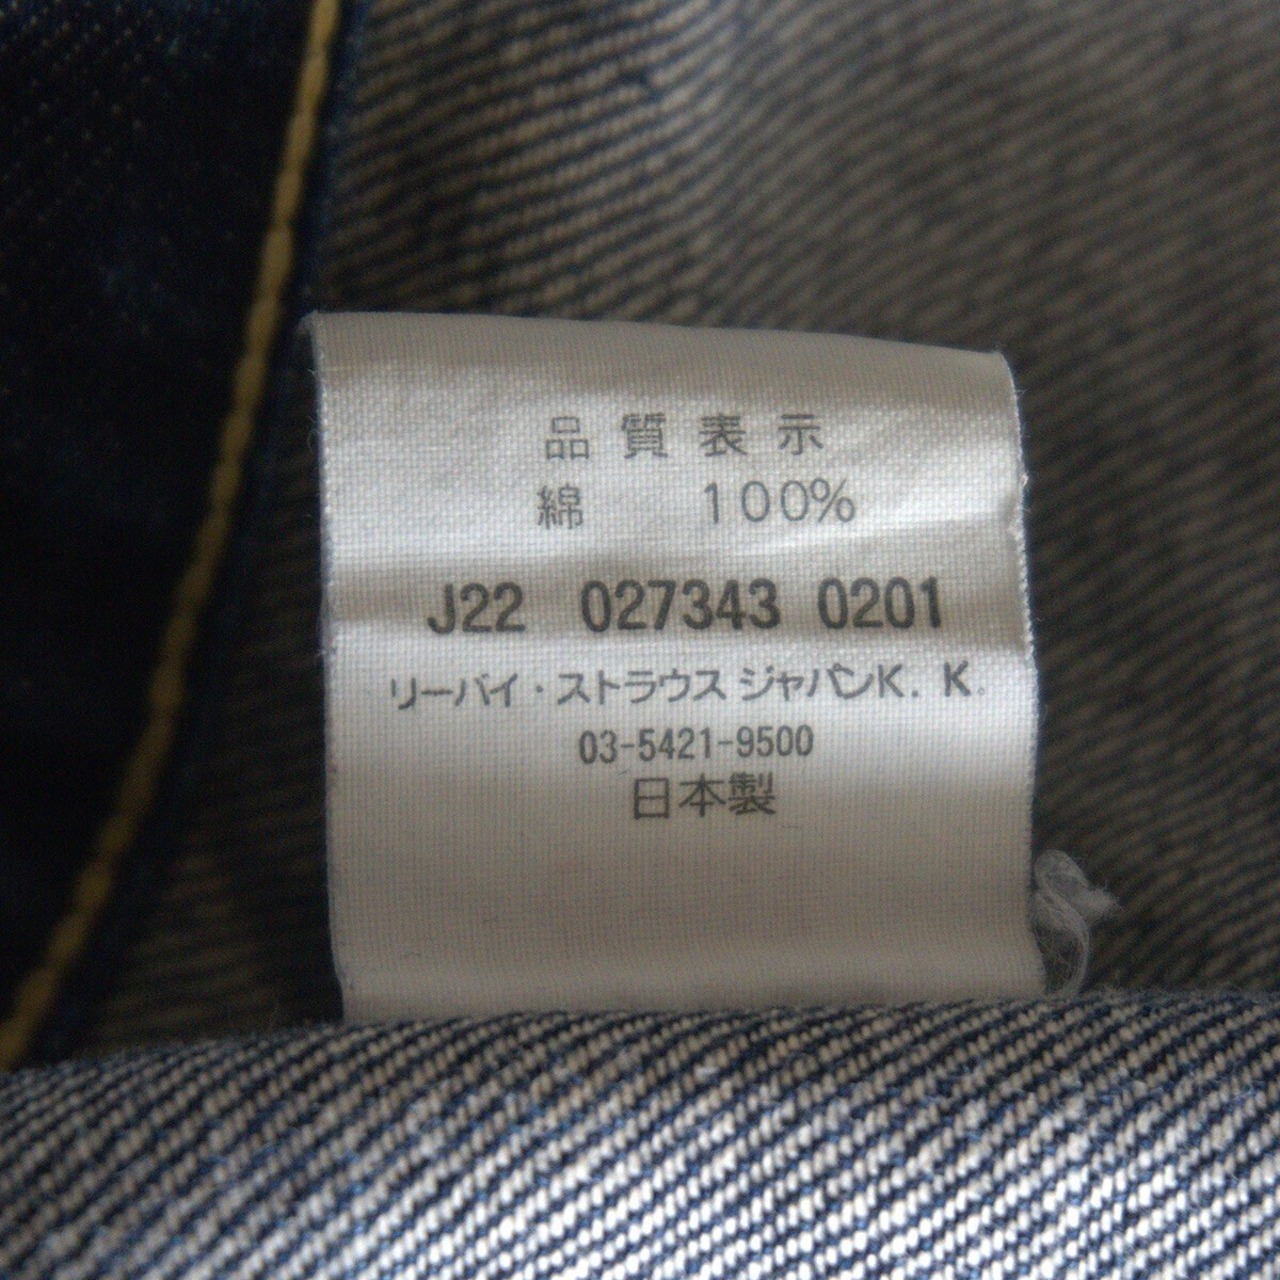 品質表示
綿 100%
J22 027343 0201
リーバイ・ストラウス ジャパンK. K.
03-5421-9500
日本製